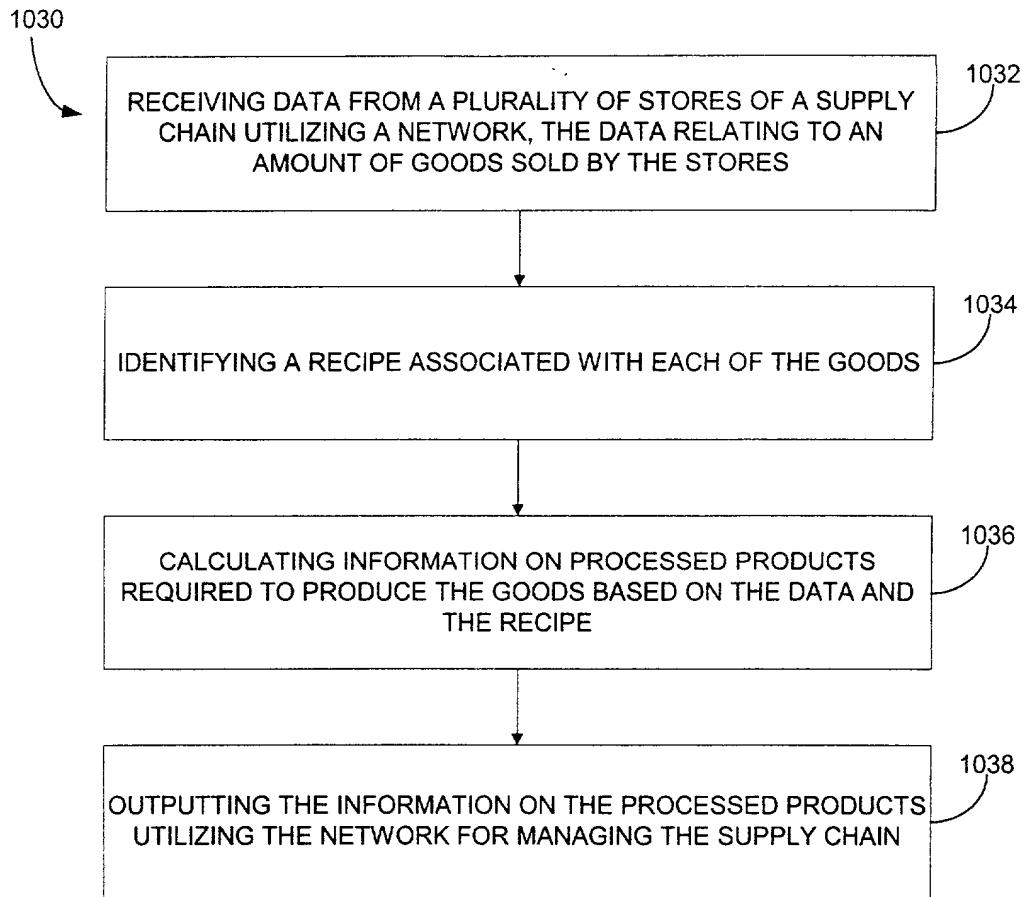 1030
1032
RECEIVING DATA FROM A PLURALITY OF STORES OF A SUPPLY
CHAIN UTILIZING A NETWORK, THE DATA RELATING TO AN
AMOUNT OF GOODS SOLD BY THE STORES
1034
IDENTIFYING A RECIPE ASSOCIATED WITH EACH OF THE GOODS
1036
CALCULATING INFORMATION ON PROCESSED PRODUCTS
REQUIRED TO PRODUCE THE GOODS BASED ON THE DATA AND
THE RECIPE
1038
OUTPUTTING THE INFORMATION ON THE PROCESSED PRODUCTS
UTILIZING THE NETWORK FOR MANAGING THE SUPPLY CHAIN